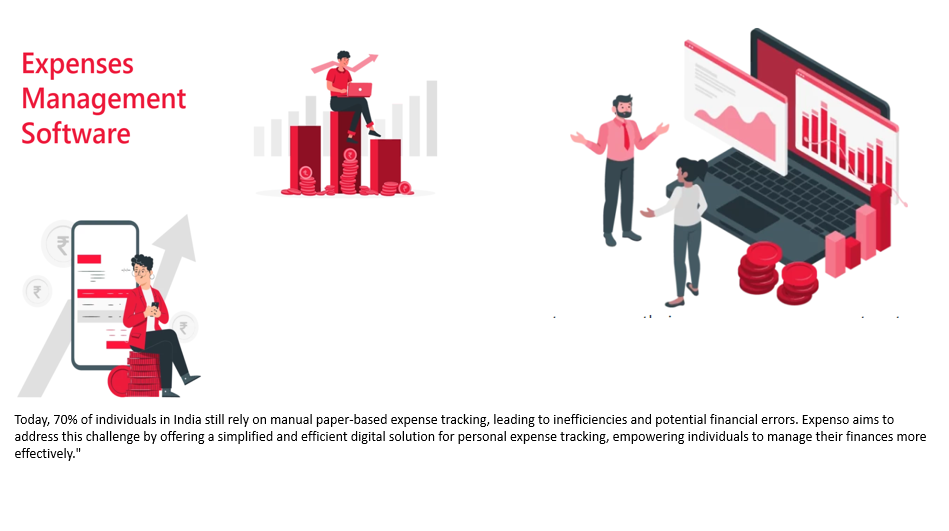 Expenses
Management
Software
Today, 70% of individuals in India still rely on manual paper-based expense tracking, leading to inefficiencies and potential financial errors. Expenso aims to
address this challenge by offering a simplified and efficient digital solution for personal expense tracking, empowering individuals to manage their finances more
effectively."